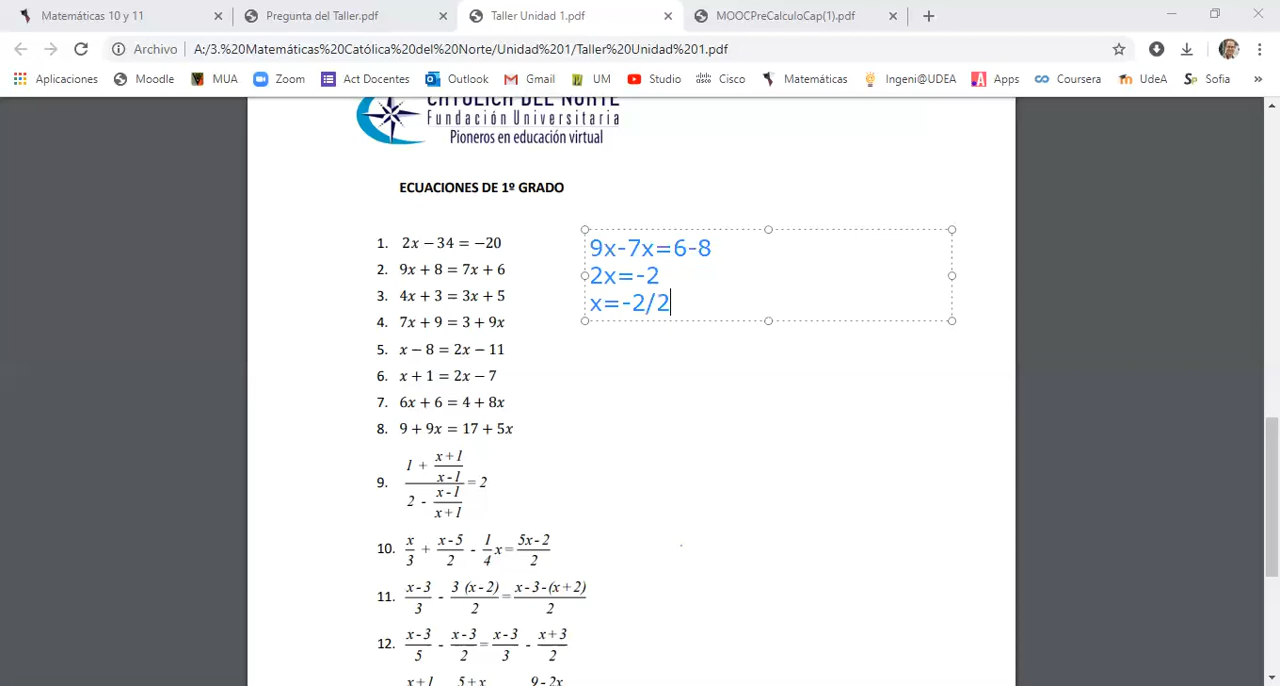 Matemáticas 10 y 11
Pregunta del Taller.pdf
Taller Unidad 1.pdf
MOOCPreCalculoCap(1).pdf
Archivo A:/3.%20Matemáticas%20Católica%20del%20Norte/Unidad%201/Taller%20Unidad%201.pdf
Aplicaciones Moodle MUA Zoom Act Docentes Outlook Gmail UM Studio Cisco Matemáticas Ingeni@UDEA Apps Coursera UdeA Sofia »
CATÓLICA DEL NORTE
Fundación Universitaria
Pioneros en educación virtual
ECUACIONES DE 1º GRADO
1. 2x − 34 = −20
2. 9x + 8 = 7x + 6
3. 4x + 3 = 3x + 5
4. 7x + 9 = 3 + 9x
5. x − 8 = 2x − 11
6. x + 1 = 2x − 7
7. 6x + 6 = 4 + 8x
8. 9 + 9x = 17 + 5x
9. (1 + (x+1)/(x-1))/(2 - (x-1)/(x+1)) = 2
10. x/3 + (x-5)/2 - 1/4 x = (5x-2)/2
11. (x-3)/3 - 3(x-2)/2 = (x-3-(x+2))/2
12. (x-3)/5 - (x-3)/2 = (x-3)/3 - (x+3)/2
x+1 5+x 9-2x
9x-7x=6-8
2x=-2
x=-2/2